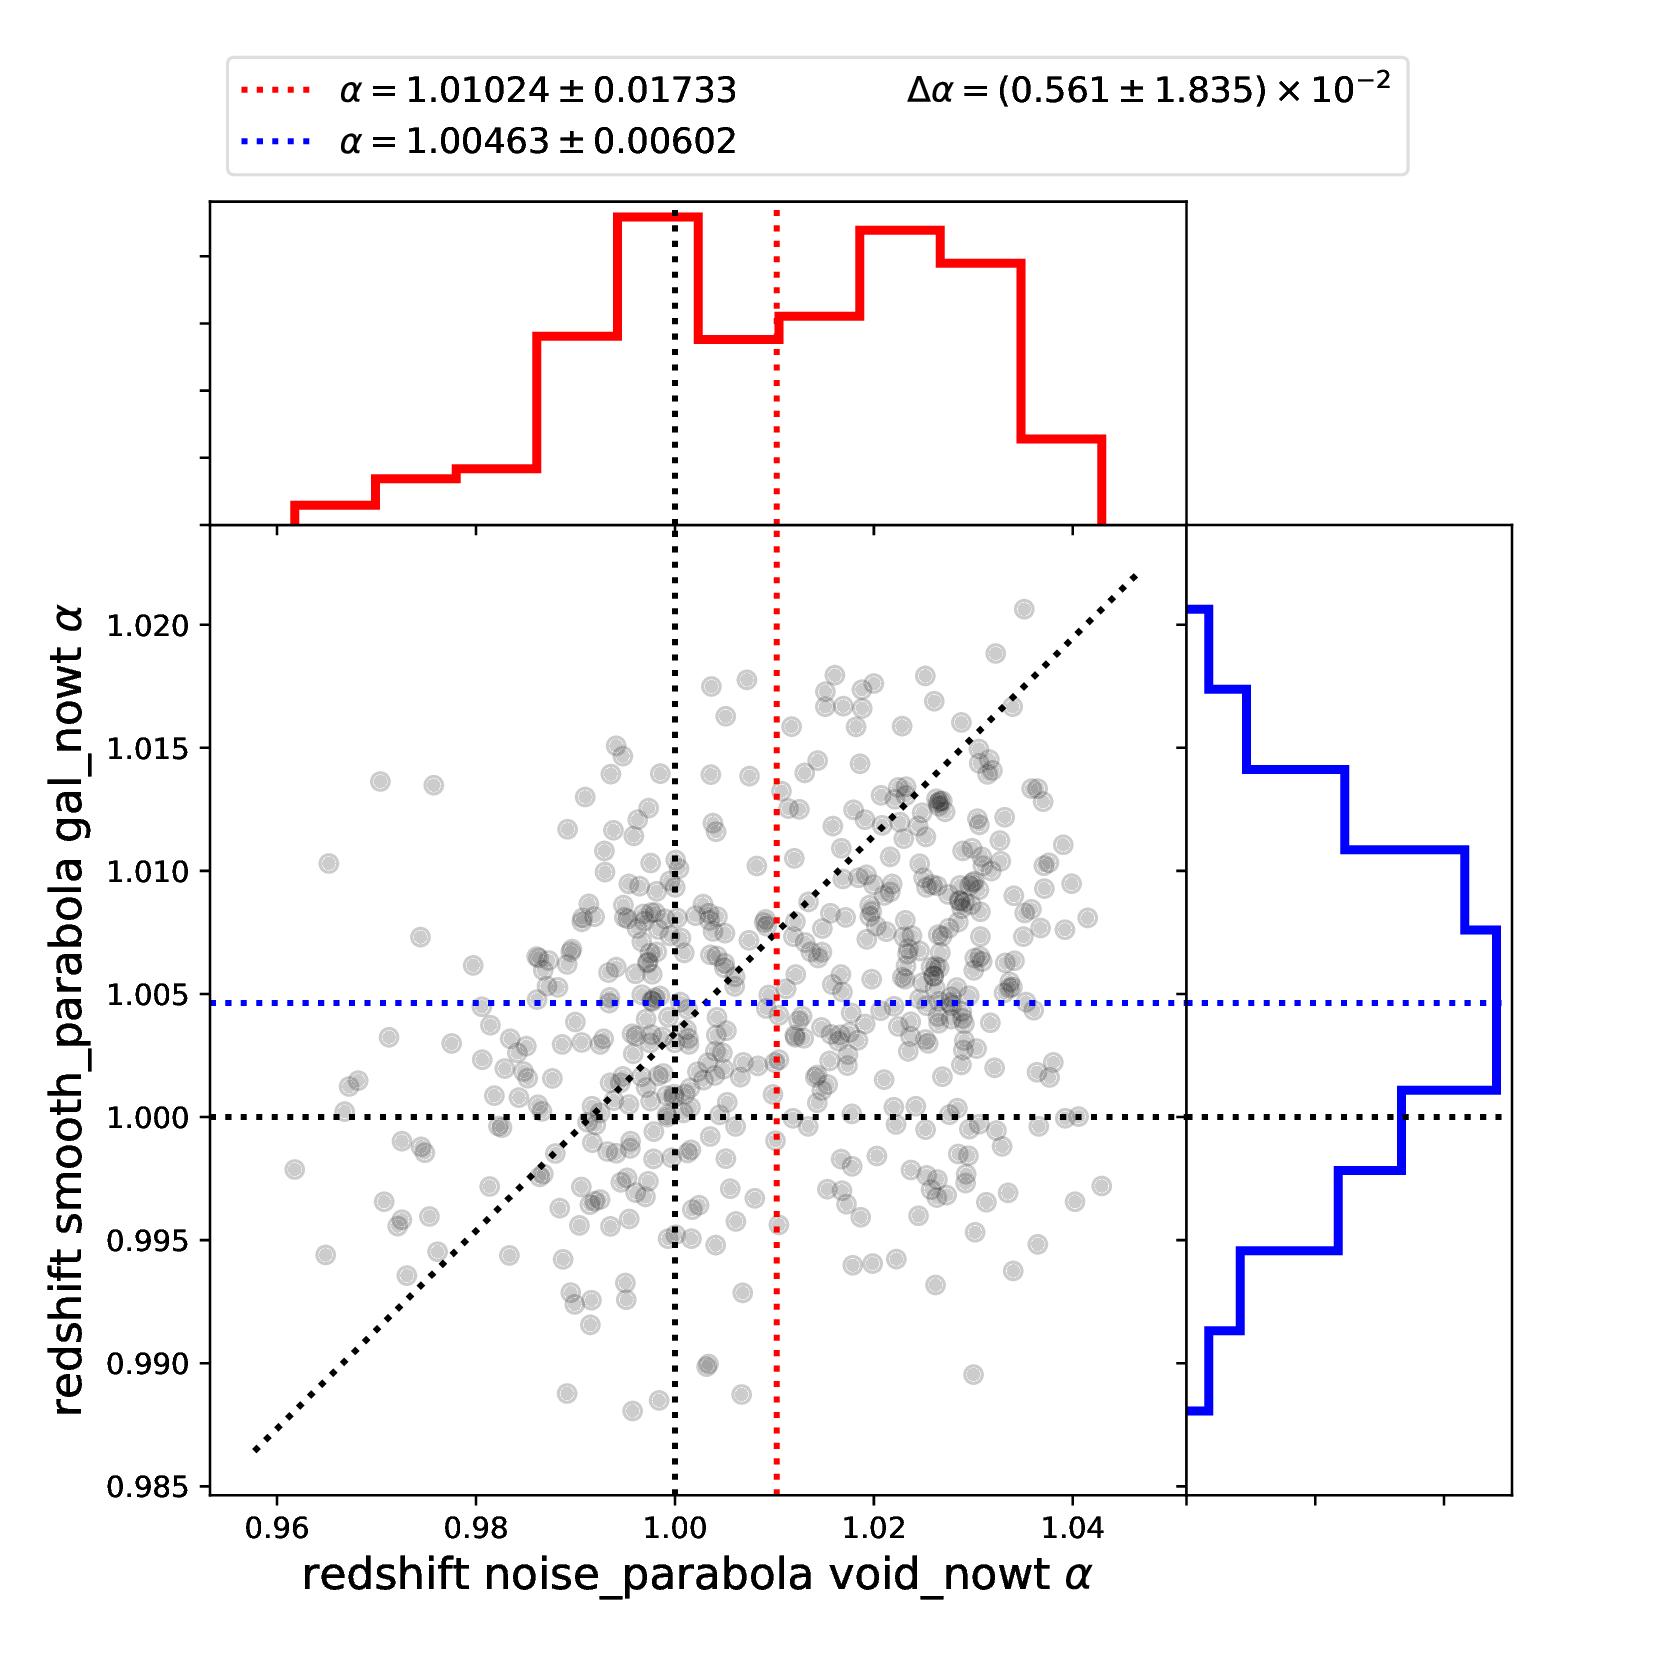 α = 1.01024 ± 0.01733 Δα = (0.561 ± 1.835) × 10⁻²
α = 1.00463 ± 0.00602
redshift smooth_parabola gal_nowt α
1.020
1.015
1.010
1.005
1.000
0.995
0.990
0.985
0.96 0.98 1.00 1.02 1.04
redshift noise_parabola void_nowt α